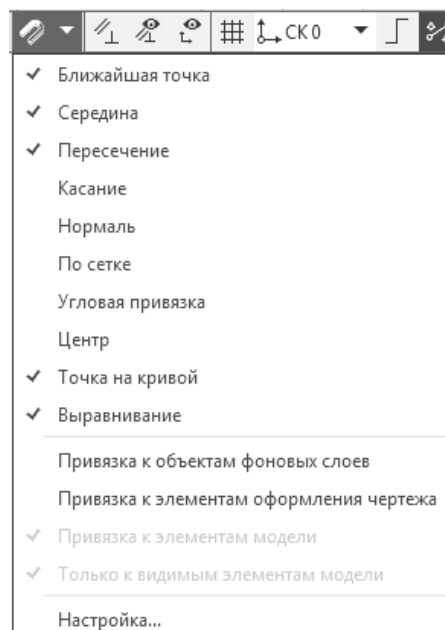 СК 0
Ближайшая точка
Середина
Пересечение
Касание
Нормаль
По сетке
Угловая привязка
Центр
Точка на кривой
Выравнивание
Привязка к объектам фоновых слоев
Привязка к элементам оформления чертежа
Привязка к элементам модели
Только к видимым элементам модели
Настройка...